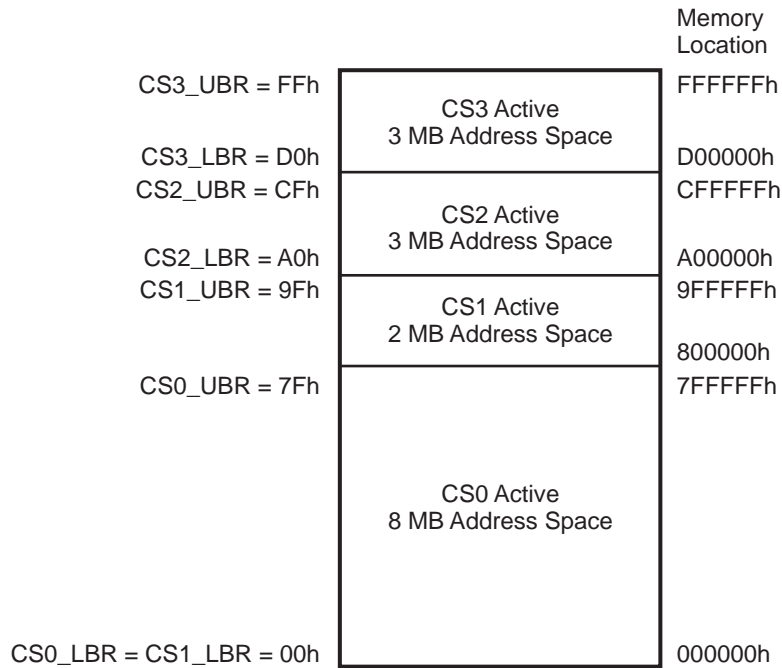 Memory
Location
CS3_UBR = FFh
CS3 Active
3 MB Address Space
FFFFFFh
CS3_LBR = D0h
D00000h
CS2_UBR = CFh
CS2 Active
3 MB Address Space
CFFFFFh
CS2_LBR = A0h
A00000h
CS1_UBR = 9Fh
CS1 Active
2 MB Address Space
9FFFFFh
800000h
CS0_UBR = 7Fh
7FFFFFh
CS0 Active
8 MB Address Space
CS0_LBR = CS1_LBR = 00h
000000h